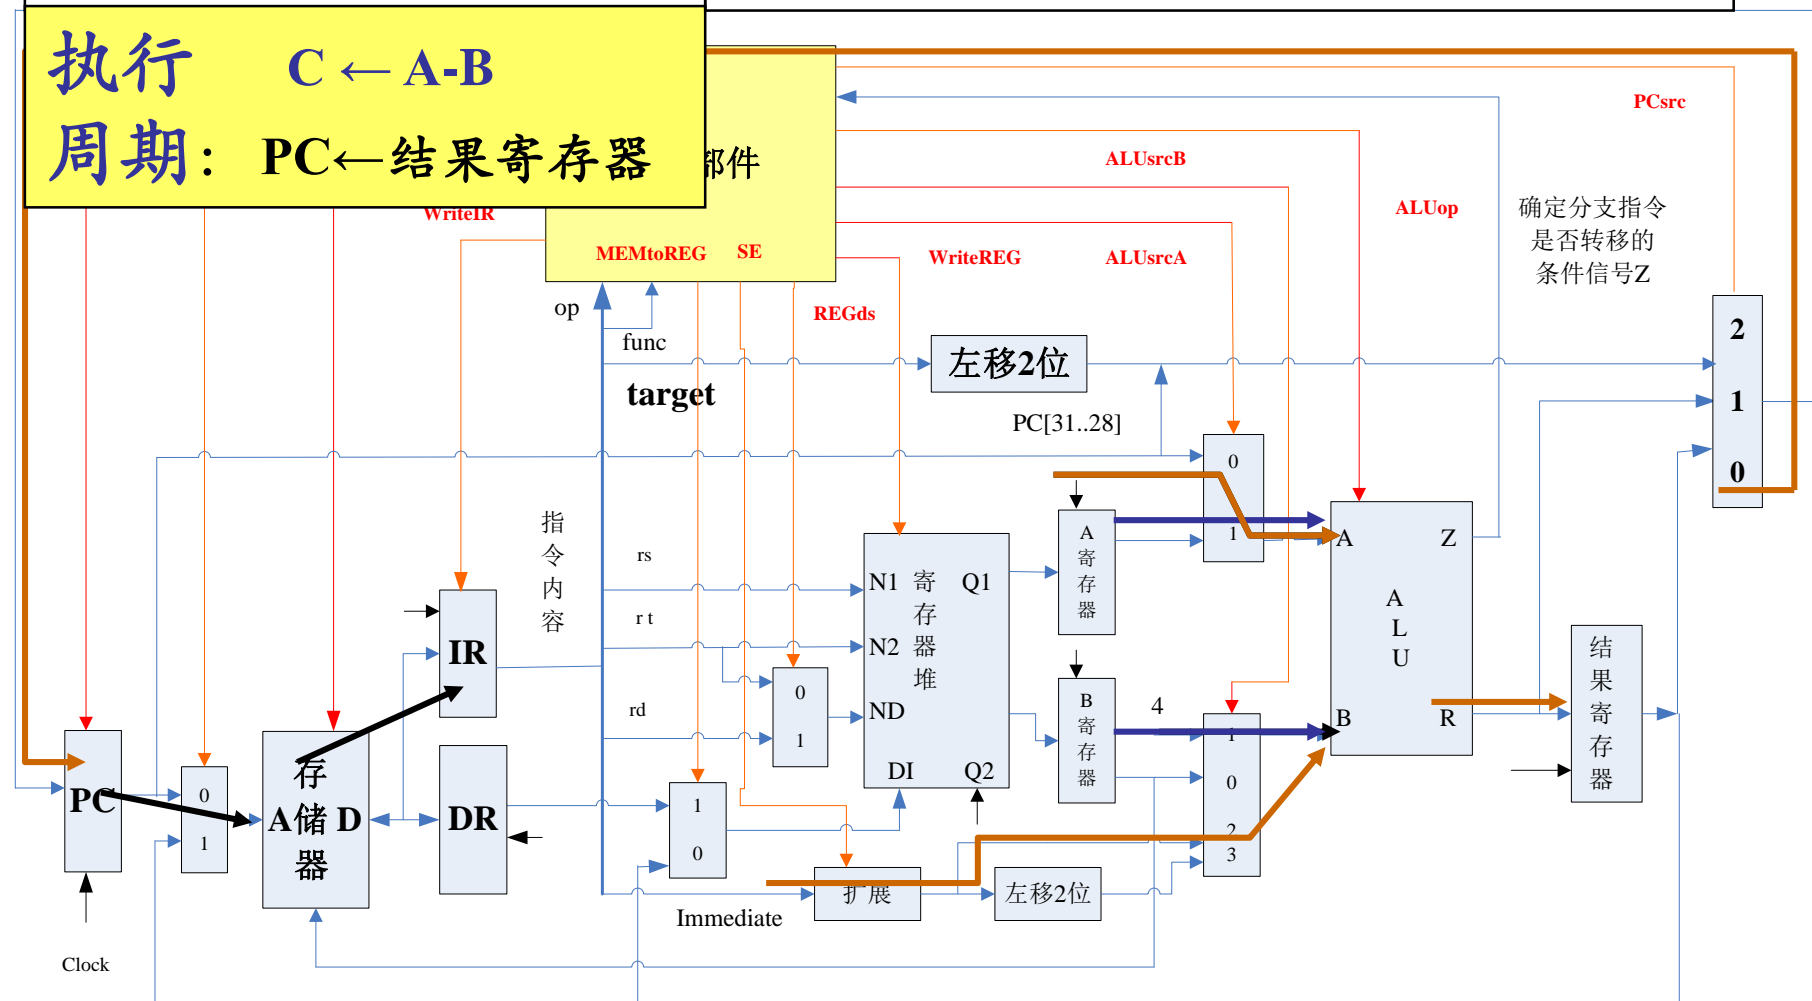 执行 C ← A-B
周期: PC←结果寄存器
部件
PCsrc
ALUsrcB
WriteIR
ALUop
确定分支指令
是否转移的
条件信号Z
MEMtoREG
SE
WriteREG
ALUsrcA
op
REGds
func
左移2位
target
PC[31..28]
2
1
0
0
1
指令内容
rs
r t
rd
N1
N2
ND
DI
Q1
Q2
寄存器堆
A寄存器
B寄存器
4
1
0
2
3
A
B
Z
R
ALU
结果寄存器
IR
0
1
PC
0
1
A
存储器
D
DR
1
0
扩展
左移2位
Immediate
Clock